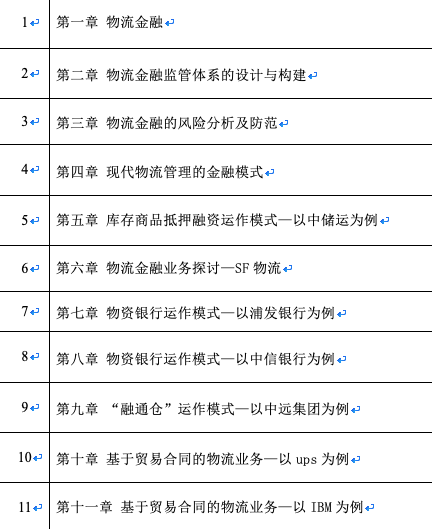 1 第一章 物流金融
2 第二章 物流金融监管体系的设计与构建
3 第三章 物流金融的风险分析及防范
4 第四章 现代物流管理的金融模式
5 第五章 库存商品抵押融资运作模式—以中储运为例
6 第六章 物流金融业务探讨—SF 物流
7 第七章 物资银行运作模式—以浦发银行为例
8 第八章 物资银行运作模式—以中信银行为例
9 第九章 “融通仓”运作模式—以中远集团为例
10 第十章 基于贸易合同的物流业务—以 ups 为例
11 第十一章 基于贸易合同的物流业务—以 IBM 为例